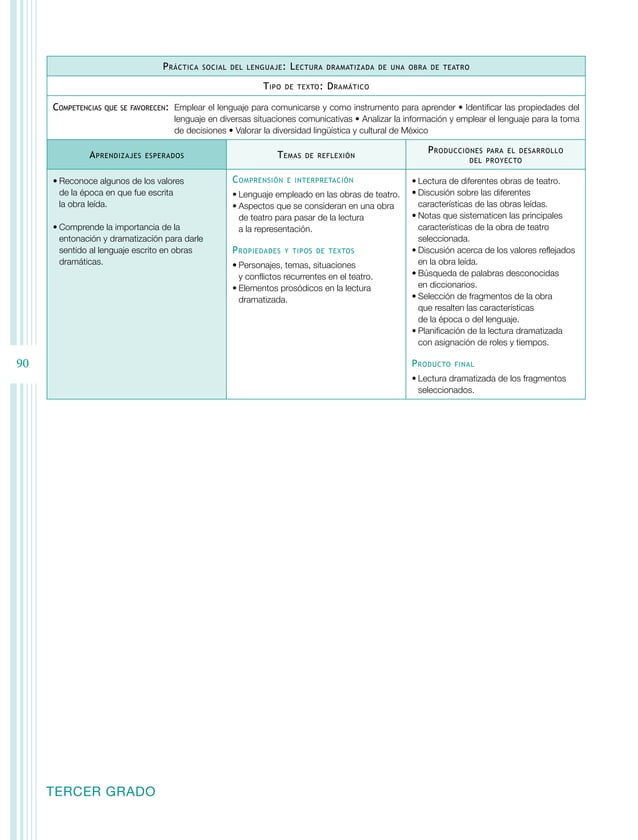 Práctica social del lenguaje: Lectura dramatizada de una obra de teatro
Tipo de texto: Dramático
Competencias que se favorecen: Emplear el lenguaje para comunicarse y como instrumento para aprender • Identificar las propiedades del
lenguaje en diversas situaciones comunicativas • Analizar la información y emplear el lenguaje para la toma
de decisiones • Valorar la diversidad lingüística y cultural de México
Aprendizajes esperados
Temas de reflexión
Producciones para el desarrollo
del proyecto
• Reconoce algunos de los valores
de la época en que fue escrita
la obra leída.
• Comprende la importancia de la
entonación y dramatización para darle
sentido al lenguaje escrito en obras
dramáticas.
Comprensión e interpretación
• Lenguaje empleado en las obras de teatro.
• Aspectos que se consideran en una obra
de teatro para pasar de la lectura
a la representación.
Propiedades y tipos de textos
• Personajes, temas, situaciones
y conflictos recurrentes en el teatro.
• Elementos prosódicos en la lectura
dramatizada.
• Lectura de diferentes obras de teatro.
• Discusión sobre las diferentes
características de las obras leídas.
• Notas que sistematicen las principales
características de la obra de teatro
seleccionada.
• Discusión acerca de los valores reflejados
en la obra leída.
• Búsqueda de palabras desconocidas
en diccionarios.
• Selección de fragmentos de la obra
que resalten las características
de la época o del lenguaje.
• Planificación de la lectura dramatizada
con asignación de roles y tiempos.
Producto final
• Lectura dramatizada de los fragmentos
seleccionados.
90
TERCER GRADO